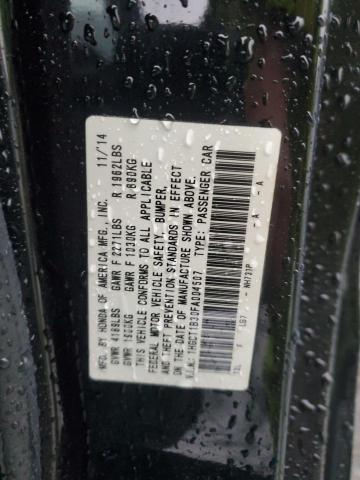 MFD. BY HONDA OF AMERICA MFG., INC. 11/14
GVWR 4189LBS GAWR F 2271LBS R 1962LBS
GVWR 1900KG GAWR F 1030KG R 890KG
THIS VEHICLE CONFORMS TO ALL APPLICABLE
FEDERAL MOTOR VEHICLE SAFETY, BUMPER,
AND THEFT PREVENTION STANDARDS IN EFFECT
ON THE DATE OF MANUFACTURE SHOWN ABOVE.
V.I.N.: 1HGCT1B30FA004507 TYPE: PASSENGER CAR
NH731P - A - A